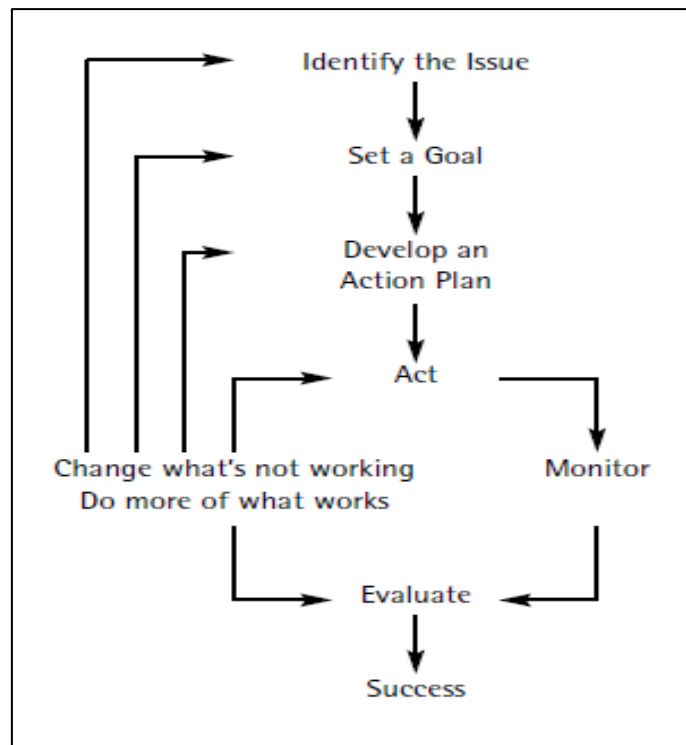 Identify the Issue
Set a Goal
Develop an
Action Plan
Act
Change what's not working
Do more of what works
Monitor
Evaluate
Success